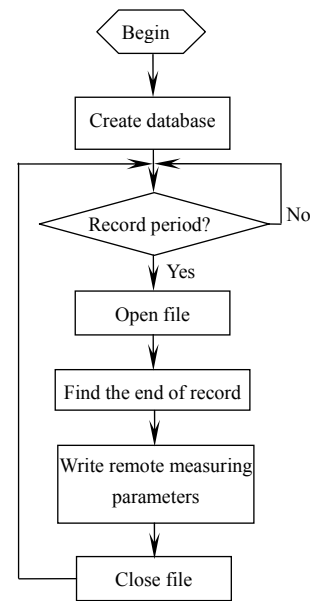 Begin
Create database
Record period?
No
Yes
Open file
Find the end of record
Write remote measuring
parameters
Close file